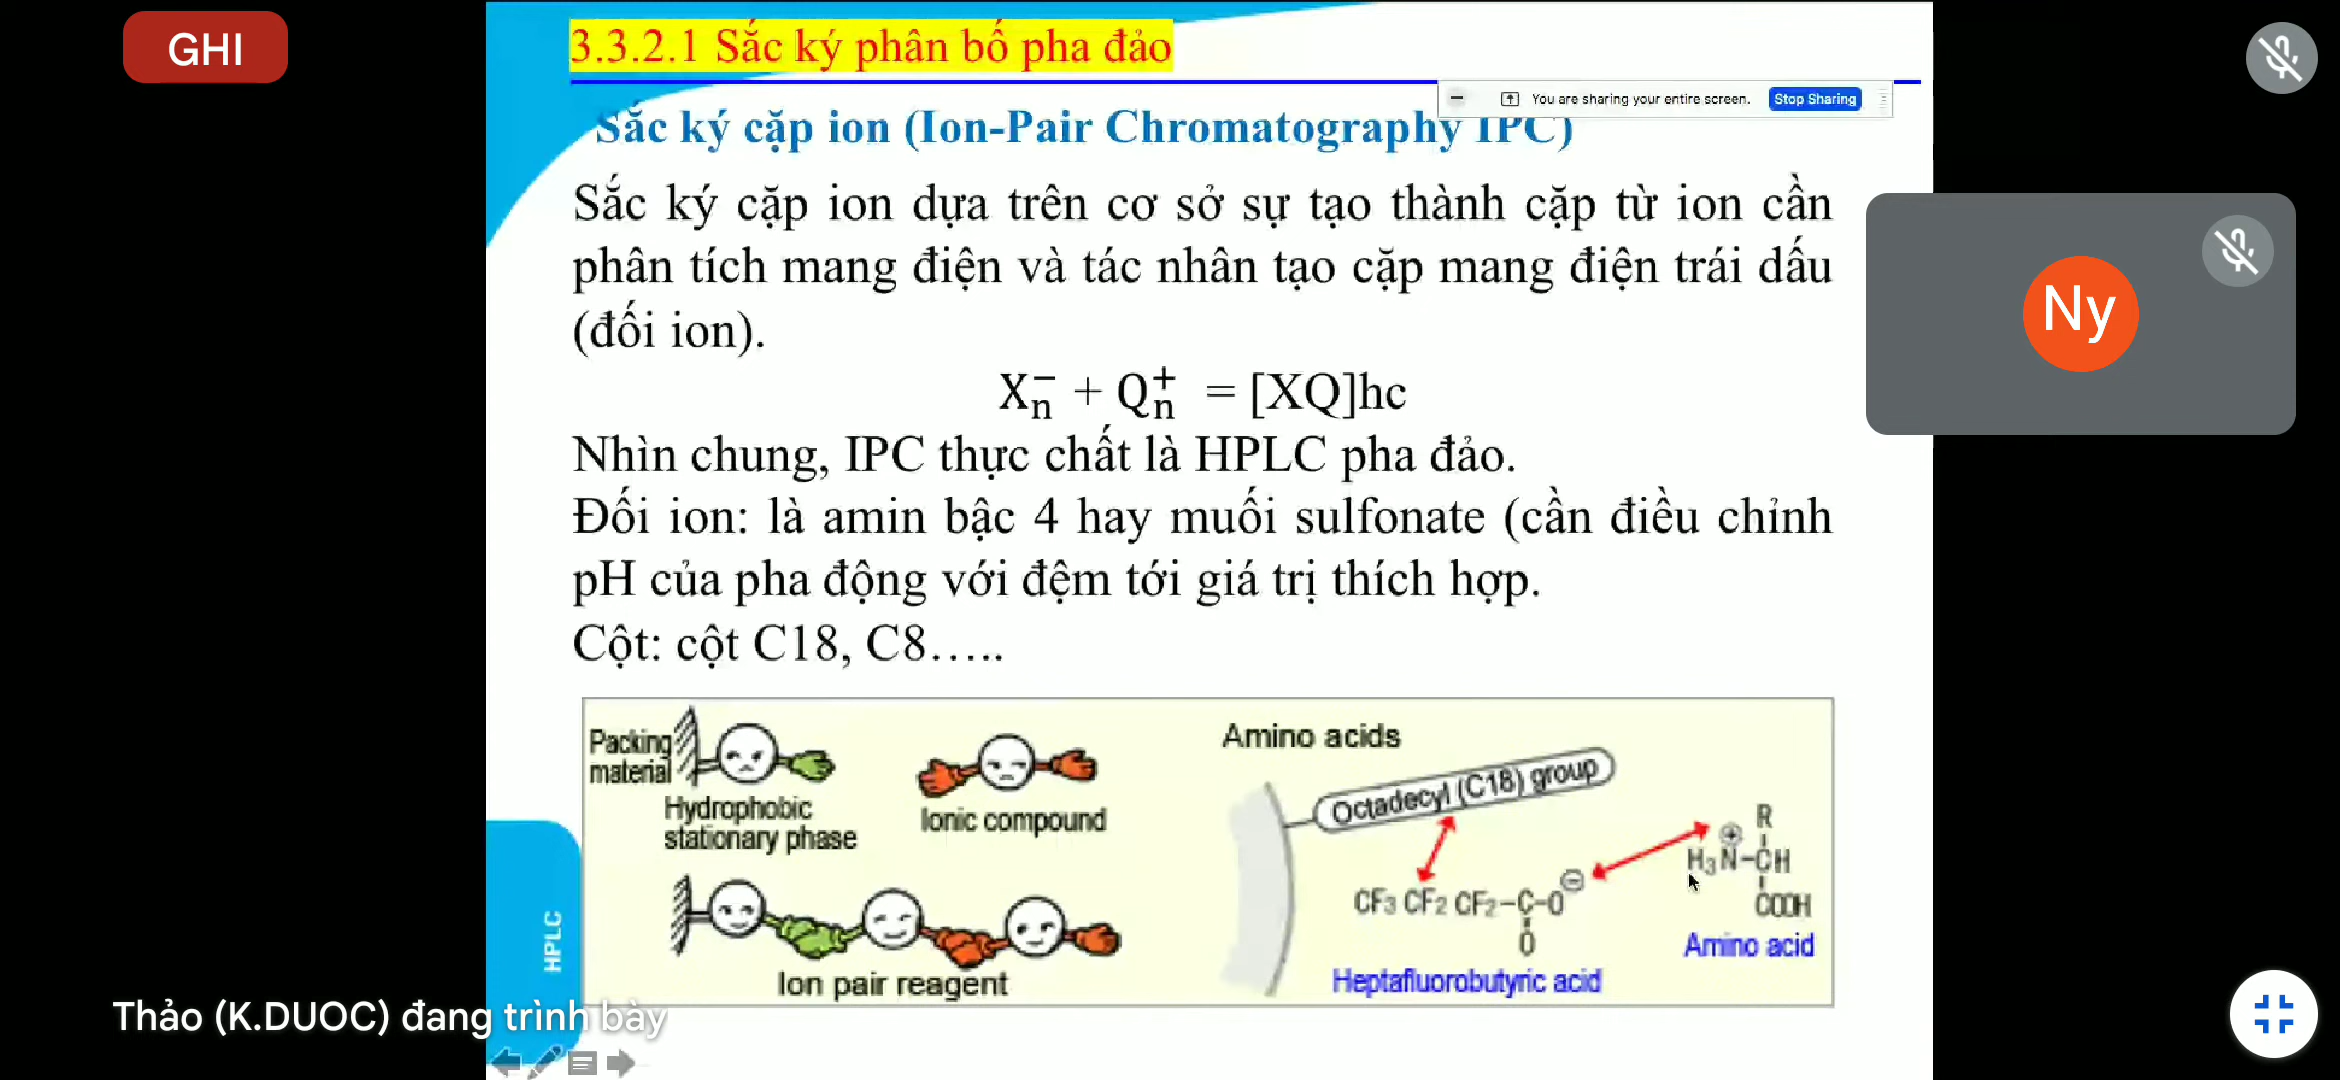 GHI
3.3.2.1 Sắc ký phân bố pha đảo
You are sharing your entire screen. Stop Sharing
Sắc ký cặp ion (Ion-Pair Chromatography IPC)
Sắc ký cặp ion dựa trên cơ sở sự tạo thành cặp từ ion cần
phân tích mang điện và tác nhân tạo cặp mang điện trái dấu
(đối ion).
Ny
X⁻ₙ + Q⁺ₙ = [XQ]hc
Nhìn chung, IPC thực chất là HPLC pha đảo.
Đối ion: là amin bậc 4 hay muối sulfonate (cần điều chỉnh
pH của pha động với đệm tới giá trị thích hợp.
Cột: cột C18, C8.....
Packing
material
Hydrophobic
stationary phase
Ionic compound
Ion pair reagent
Amino acids
Octadecyl (C18) group
R
⊕
H₃N-CH
COOH
Amino acid
⊖
CF₃ CF₂ CF₂-C-O
O
Heptafluorobutyric acid
HPLC
Thảo (K.DUOC) đang trình bày